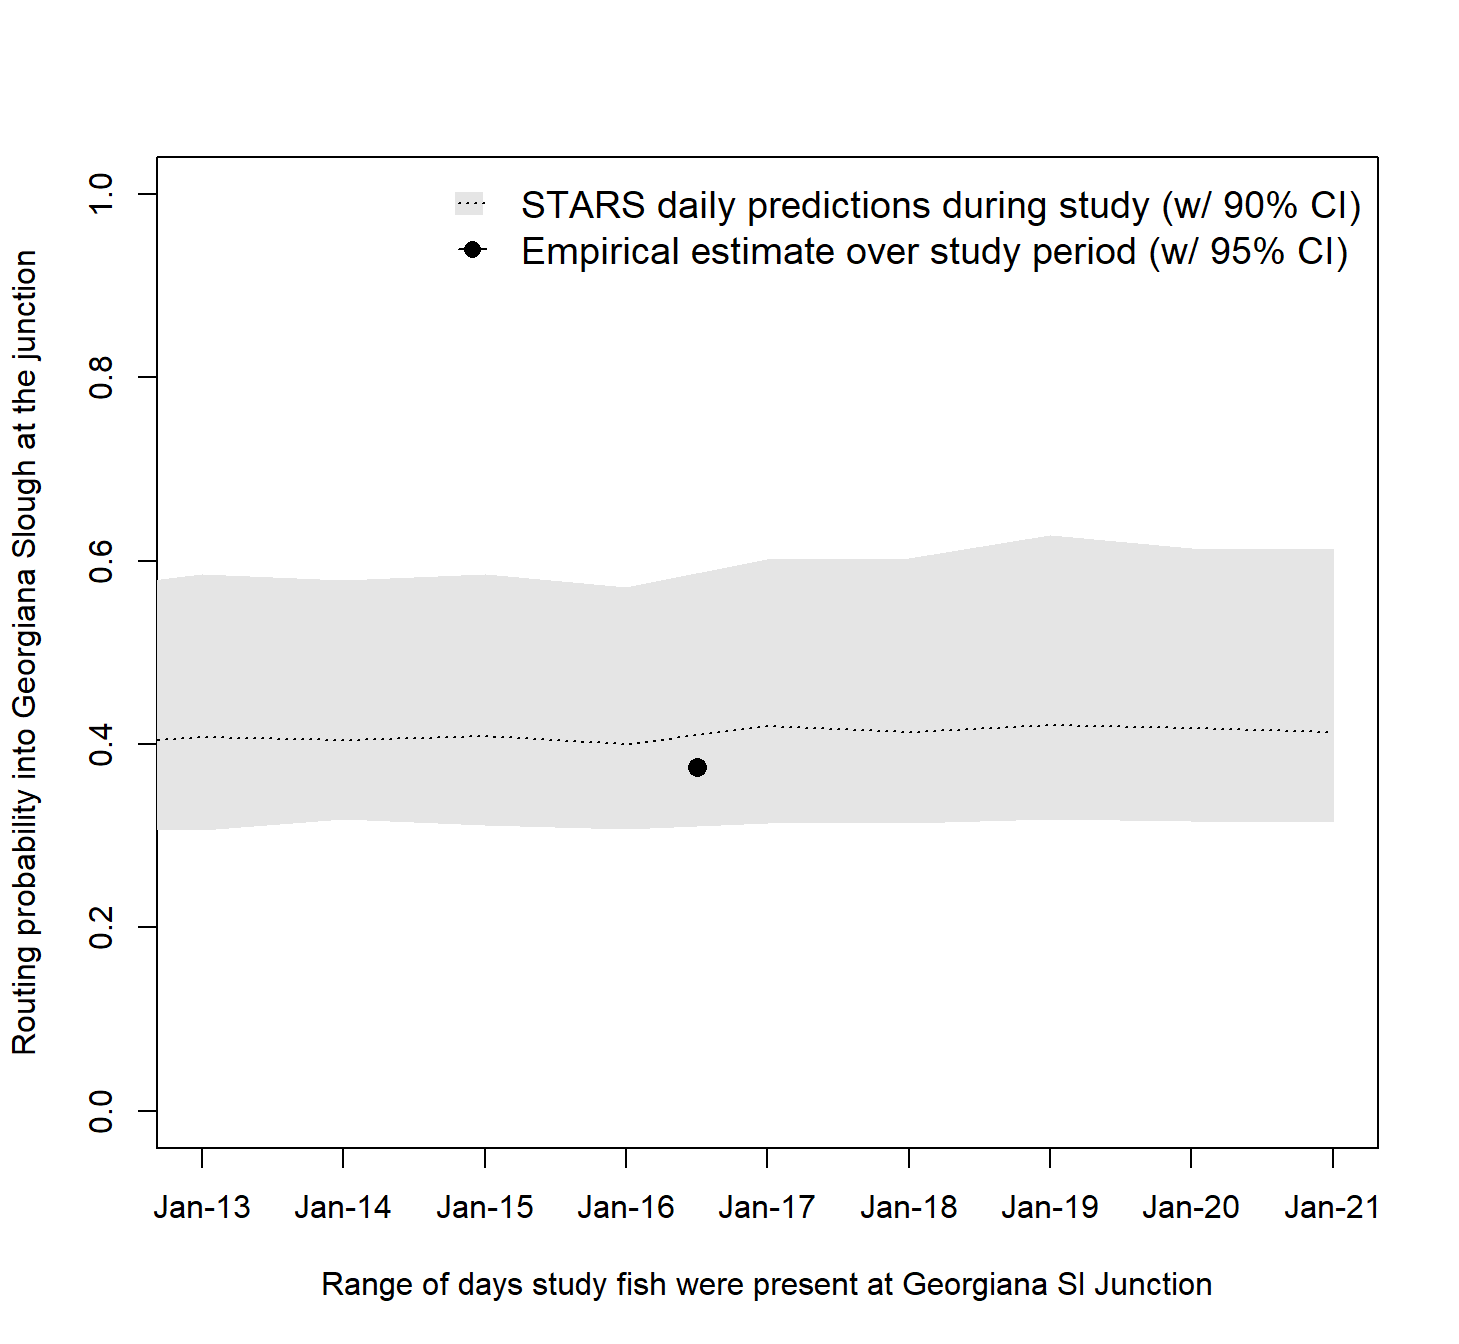 STARS daily predictions during study (w/ 90% CI)
Empirical estimate over study period (w/ 95% CI)
Routing probability into Georgiana Slough at the junction
1.0
0.8
0.6
0.4
0.2
0.0
Jan-13 Jan-14 Jan-15 Jan-16 Jan-17 Jan-18 Jan-19 Jan-20 Jan-21
Range of days study fish were present at Georgiana Sl Junction